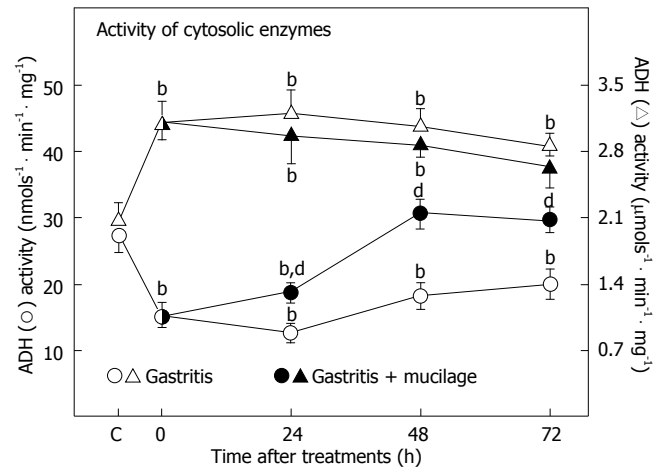 Activity of cytosolic enzymes
ADH (○) activity (nmols⁻¹ · min⁻¹ · mg⁻¹)
50
40
30
20
10
b
b
b
b
b
b
d
d
b,d
b
b
b
b
○△ Gastritis
●▲ Gastritis + mucilage
3.5
2.8
2.1
1.4
0.7
ADH (△) activity (μmols⁻¹ · min⁻¹ · mg⁻¹)
C 0 24 48 72
Time after treatments (h)